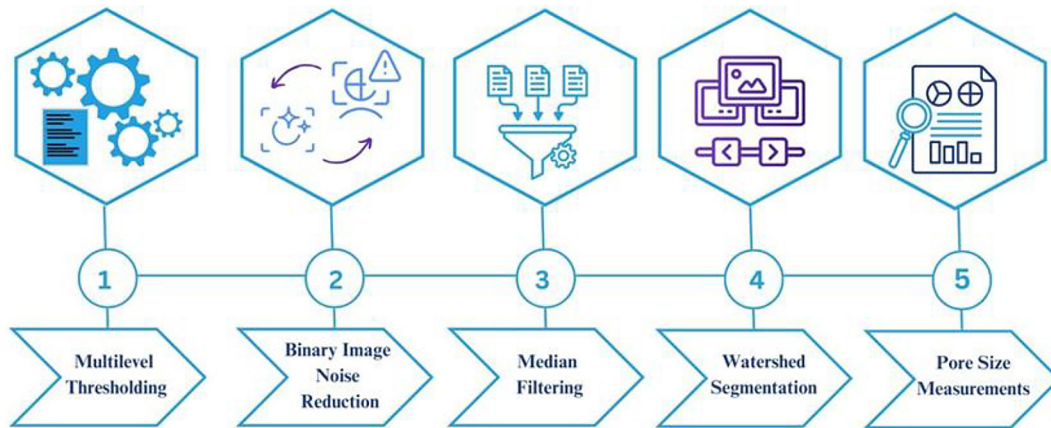 1
2
3
4
5
Multilevel
Thresholding
Binary Image
Noise
Reduction
Median
Filtering
Watershed
Segmentation
Pore Size
Measurements